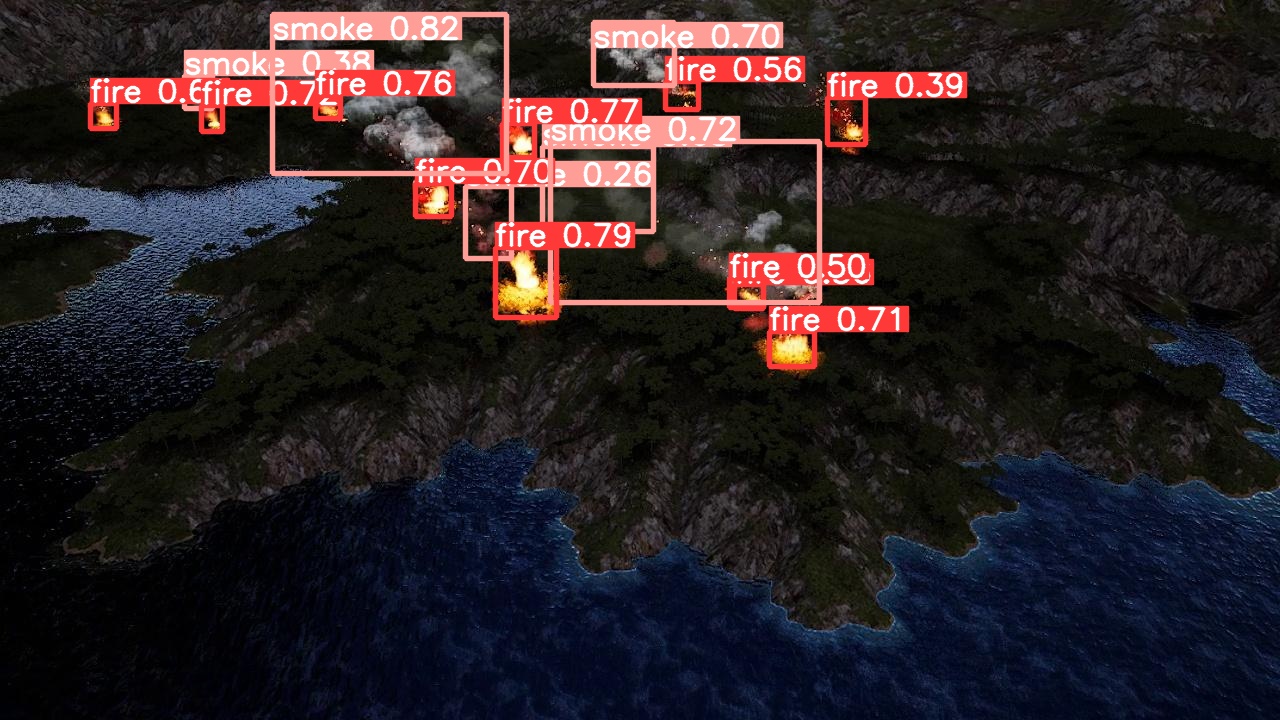 smoke 0.82
smoke 0.70
smoke 0.38
fire 0.56
fire 0.76
fire 0.39
fire
fire 0.72
fire 0.77
smoke 0.72
fire 0.70
0.26
fire 0.79
fire 0.50
fire 0.71